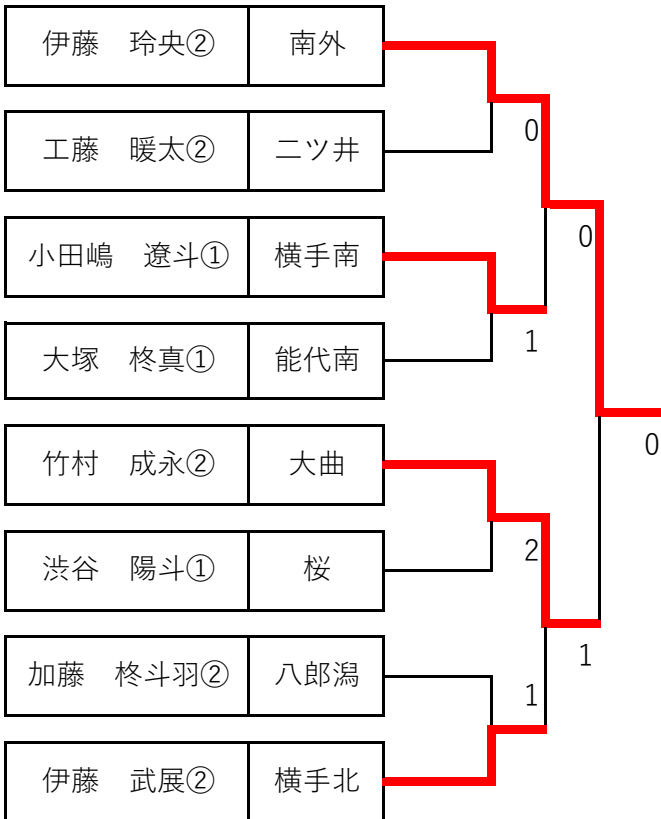 伊藤　玲央② 南外
0
工藤　暖太② 二ツ井
0
小田嶋　遼斗① 横手南
1
大塚　柊真① 能代南
0
竹村　成永② 大曲
2
渋谷　陽斗① 桜
1
加藤　柊斗羽② 八郎潟
1
伊藤　武展② 横手北